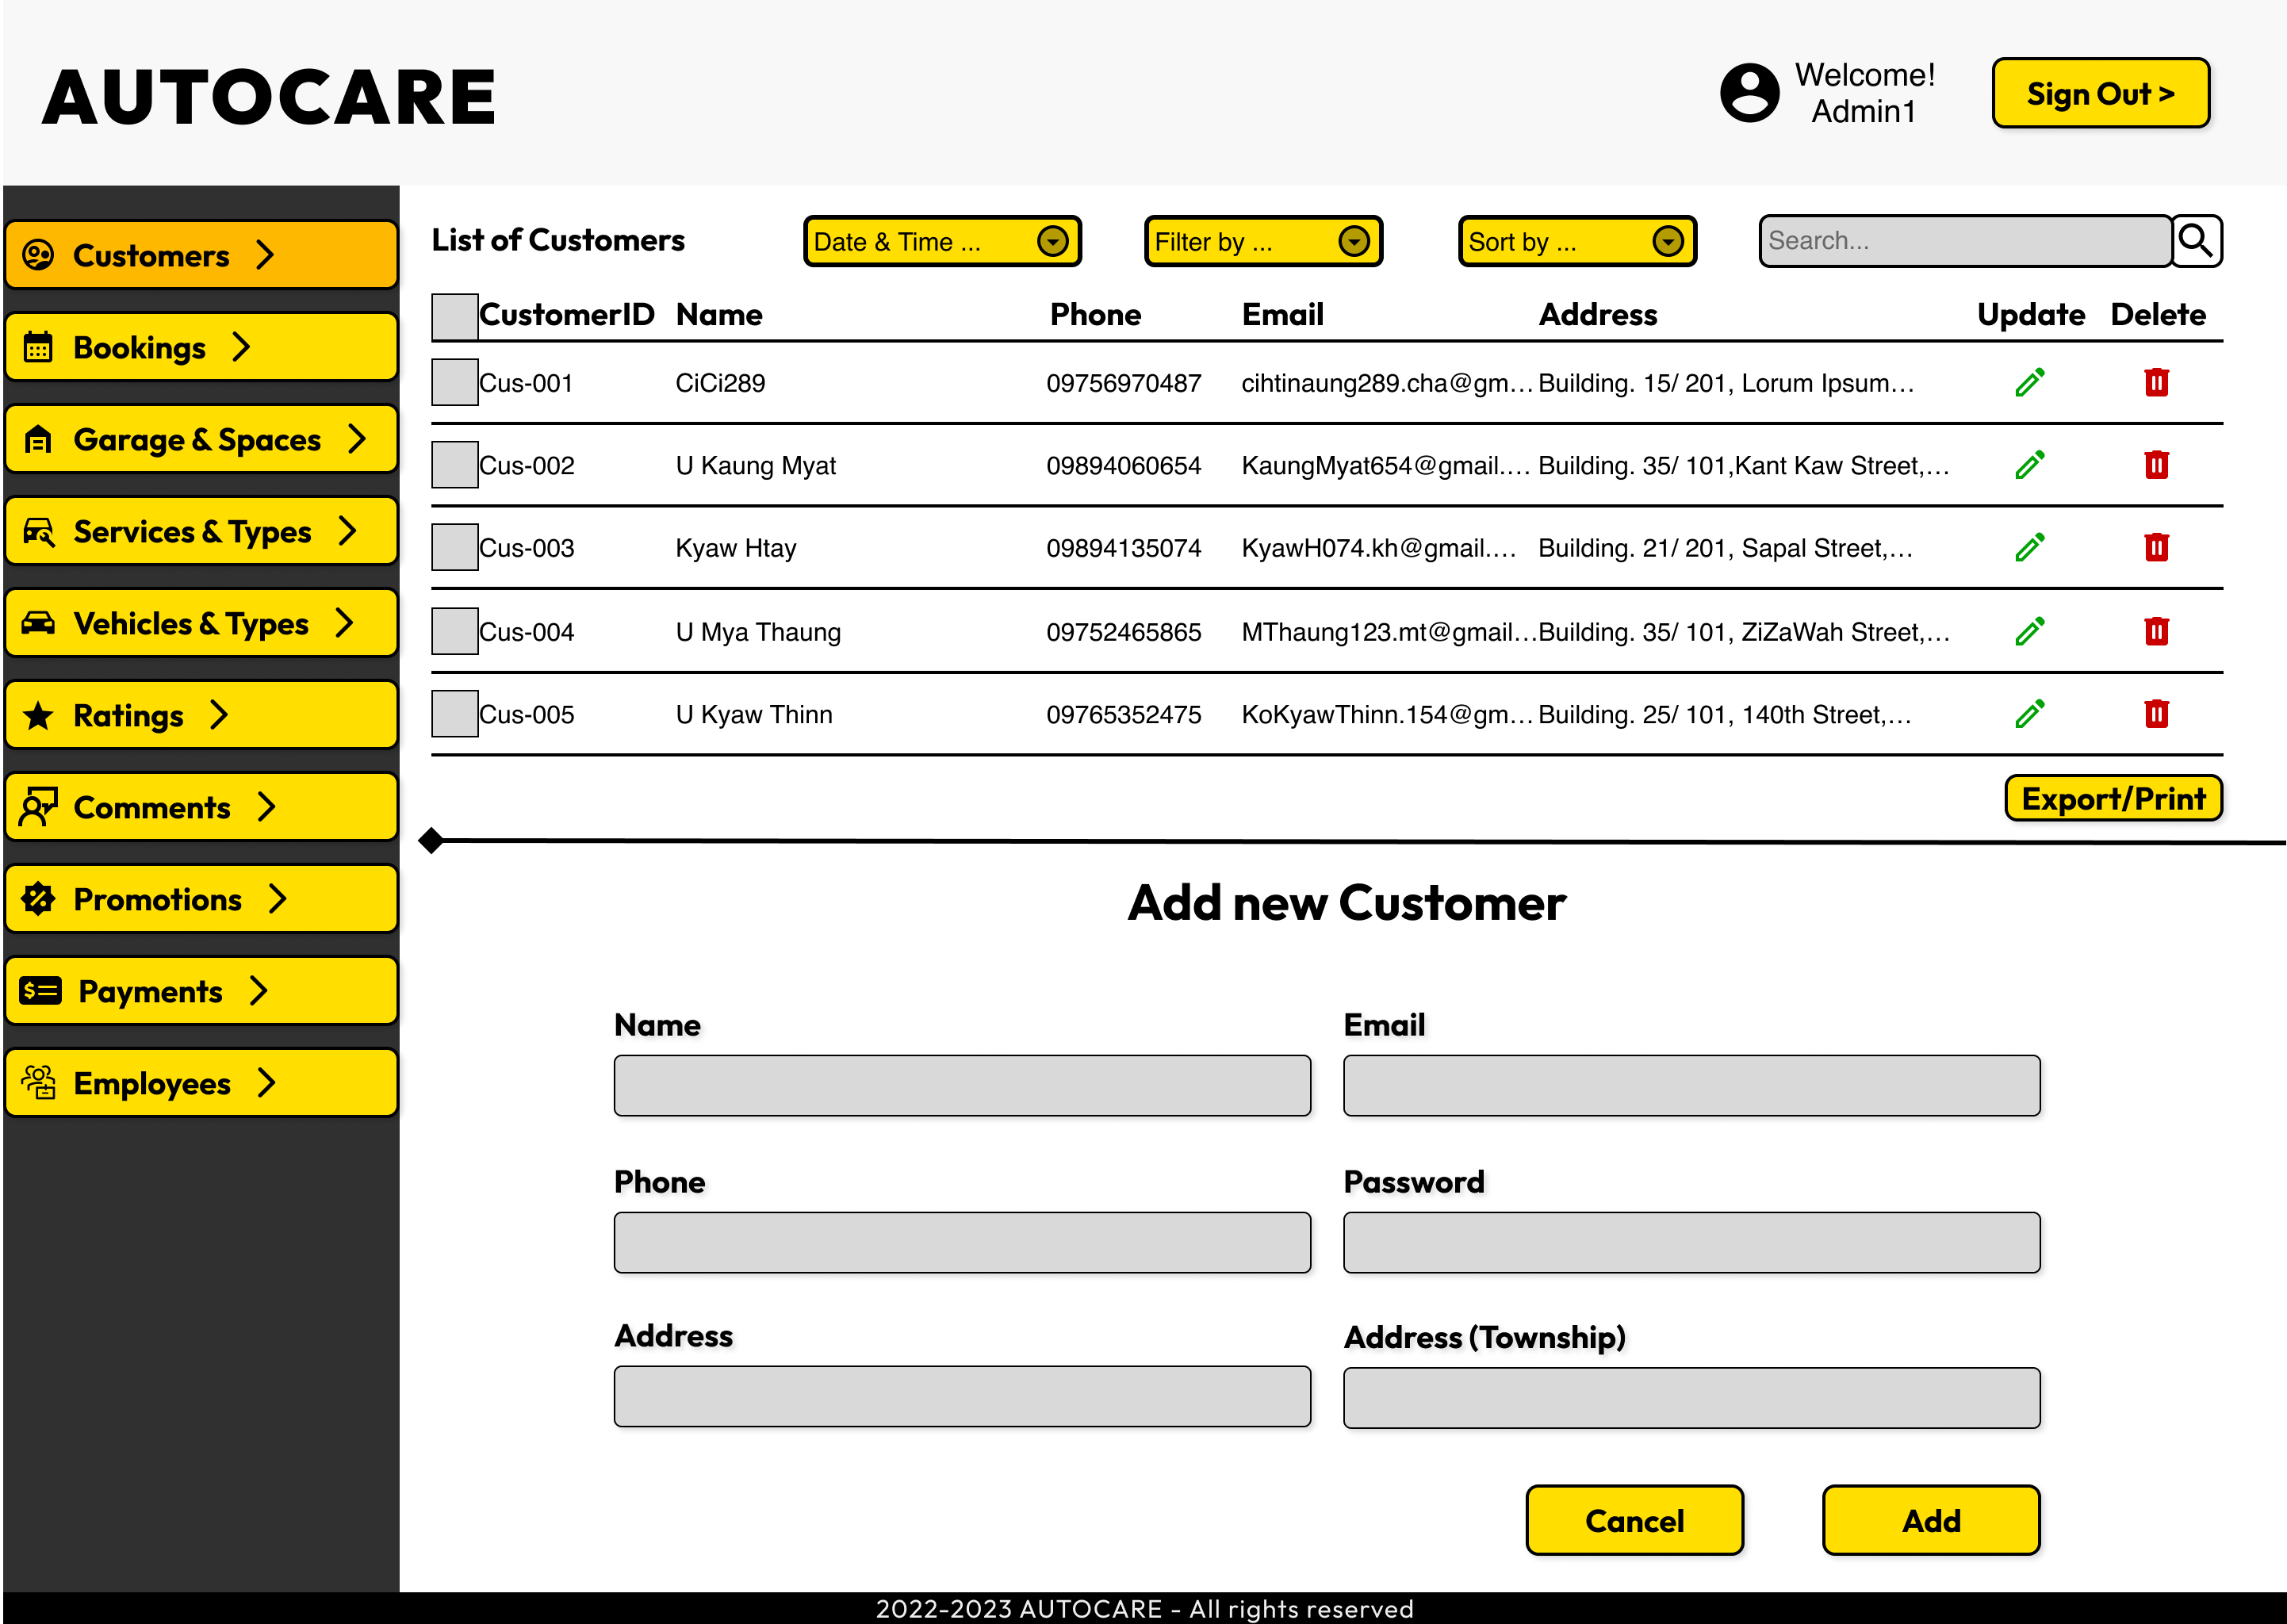 AUTOCARE
Welcome!
Admin1
Sign Out >
Customers
Bookings
Garage & Spaces
Services & Types
Vehicles & Types
Ratings
Comments
Promotions
Payments
Employees
List of Customers
Date & Time ...
Filter by ...
Sort by ...
Search...
CustomerID Name Phone Email Address Update Delete
Cus-001 CiCi289 09756970487 cihtinaung289.cha@gm... Building. 15/ 201, Lorum Ipsum...
Cus-002 U Kaung Myat 09894060654 KaungMyat654@gmail.... Building. 35/ 101,Kant Kaw Street,...
Cus-003 Kyaw Htay 09894135074 KyawH074.kh@gmail.... Building. 21/ 201, Sapal Street,...
Cus-004 U Mya Thaung 09752465865 MThaung123.mt@gmail... Building. 35/ 101, ZiZaWah Street,...
Cus-005 U Kyaw Thinn 09765352475 KoKyawThinn.154@gm... Building. 25/ 101, 140th Street,...
Export/Print
Add new Customer
Name
Email
Phone
Password
Address
Address (Township)
Cancel
Add
2022-2023 AUTOCARE - All rights reserved